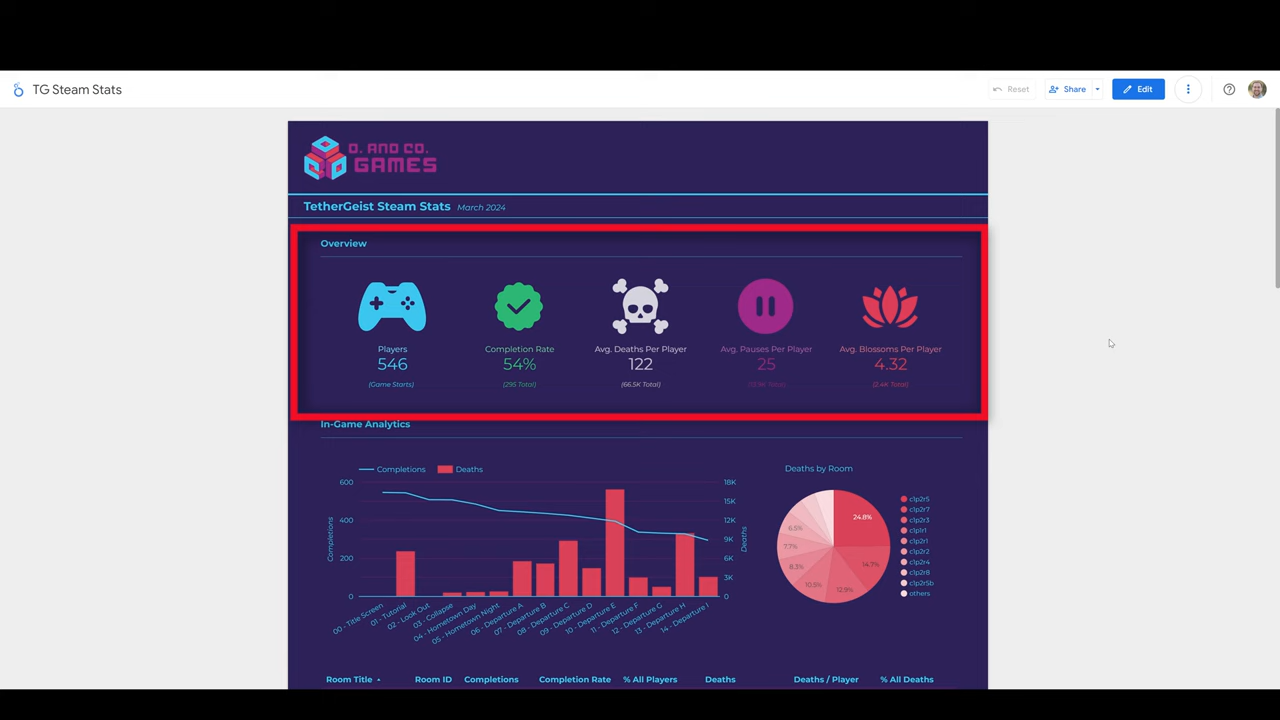 TG Steam Stats
Reset
Share
Edit
D. AND CO.
GAMES
TetherGeist Steam Stats March 2024
Overview
Players
546
(Game Starts)
Completion Rate
54%
(295 Total)
Avg. Deaths Per Player
122
(66.5K Total)
Avg. Pauses Per Player
25
Avg. Blossoms Per Player
4.32
(2.4K Total)
In-Game Analytics
Completions Deaths
600
400
200
0
Completions
18K
15K
12K
9K
6K
3K
0
Deaths
00 - Title Screen
01 - Tutorial
02 - Look Out
03 - Collapse
04 - Hometown Day
05 - Hometown Night
06 - Departure A
07 - Departure B
08 - Departure C
09 - Departure D
10 - Departure E
11 - Departure F
12 - Departure G
13 - Departure H
14 - Departure I
Deaths by Room
24.8%
14.7%
12.9%
10.5%
8.3%
7.7%
6.5%
c1p2r5
c1p2r7
c1p2r3
c1p1r1
c1p2r1
c1p2r2
c1p2r4
c1p2r8
c1p2r5b
others
Room Title Room ID Completions Completion Rate % All Players Deaths Deaths / Player % All Deaths